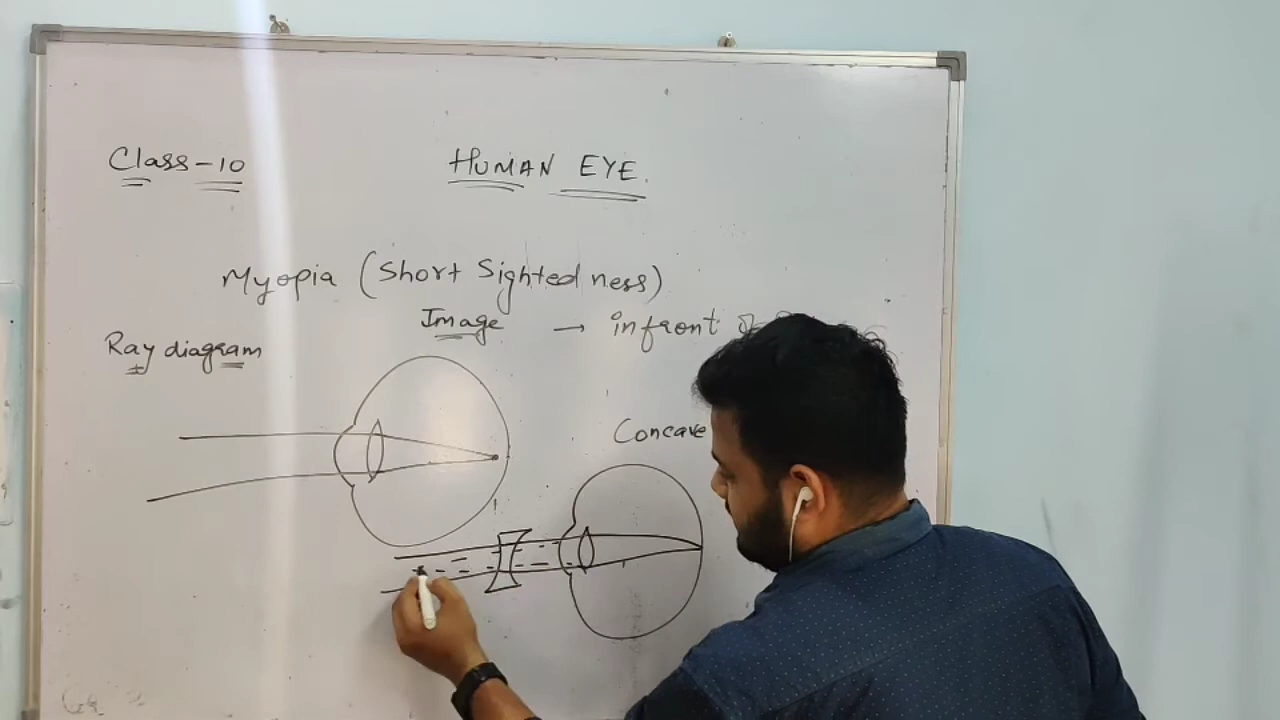 Class-10
HUMAN EYE.
Myopia (Short Sightedness)
Image → infront of
Ray diagram
Concave